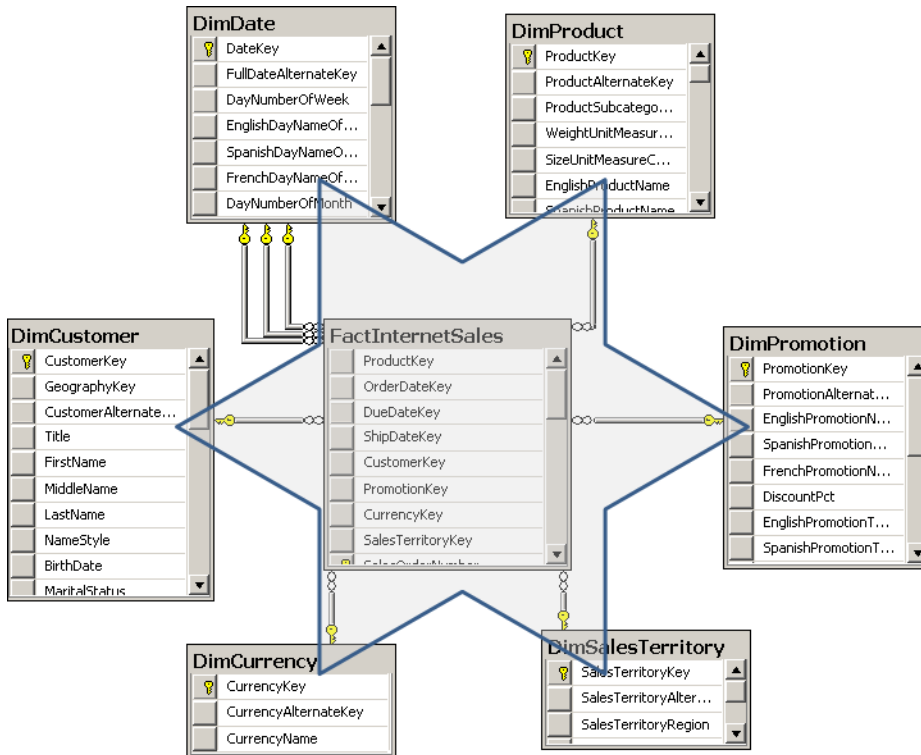 DimDate
DateKey
FullDateAlternateKey
DayNumberOfWeek
EnglishDayNameOf...
SpanishDayNameO...
FrenchDayNameOf...
DayNumberOfMonth
DimProduct
ProductKey
ProductAlternateKey
ProductSubcatego...
WeightUnitMeasur...
SizeUnitMeasureC...
EnglishProductName
SpanishProductName
DimCustomer
CustomerKey
GeographyKey
CustomerAlternate...
Title
FirstName
MiddleName
LastName
NameStyle
BirthDate
MaritalStatus
FactInternetSales
ProductKey
OrderDateKey
DueDateKey
ShipDateKey
CustomerKey
PromotionKey
CurrencyKey
SalesTerritoryKey
SalesOrderNumber
DimPromotion
PromotionKey
PromotionAlternat...
EnglishPromotionN...
SpanishPromotion...
FrenchPromotionN...
DiscountPct
EnglishPromotionT...
SpanishPromotionT...
DimCurrency
CurrencyKey
CurrencyAlternateKey
CurrencyName
DimSalesTerritory
SalesTerritoryKey
SalesTerritoryAlter...
SalesTerritoryRegion